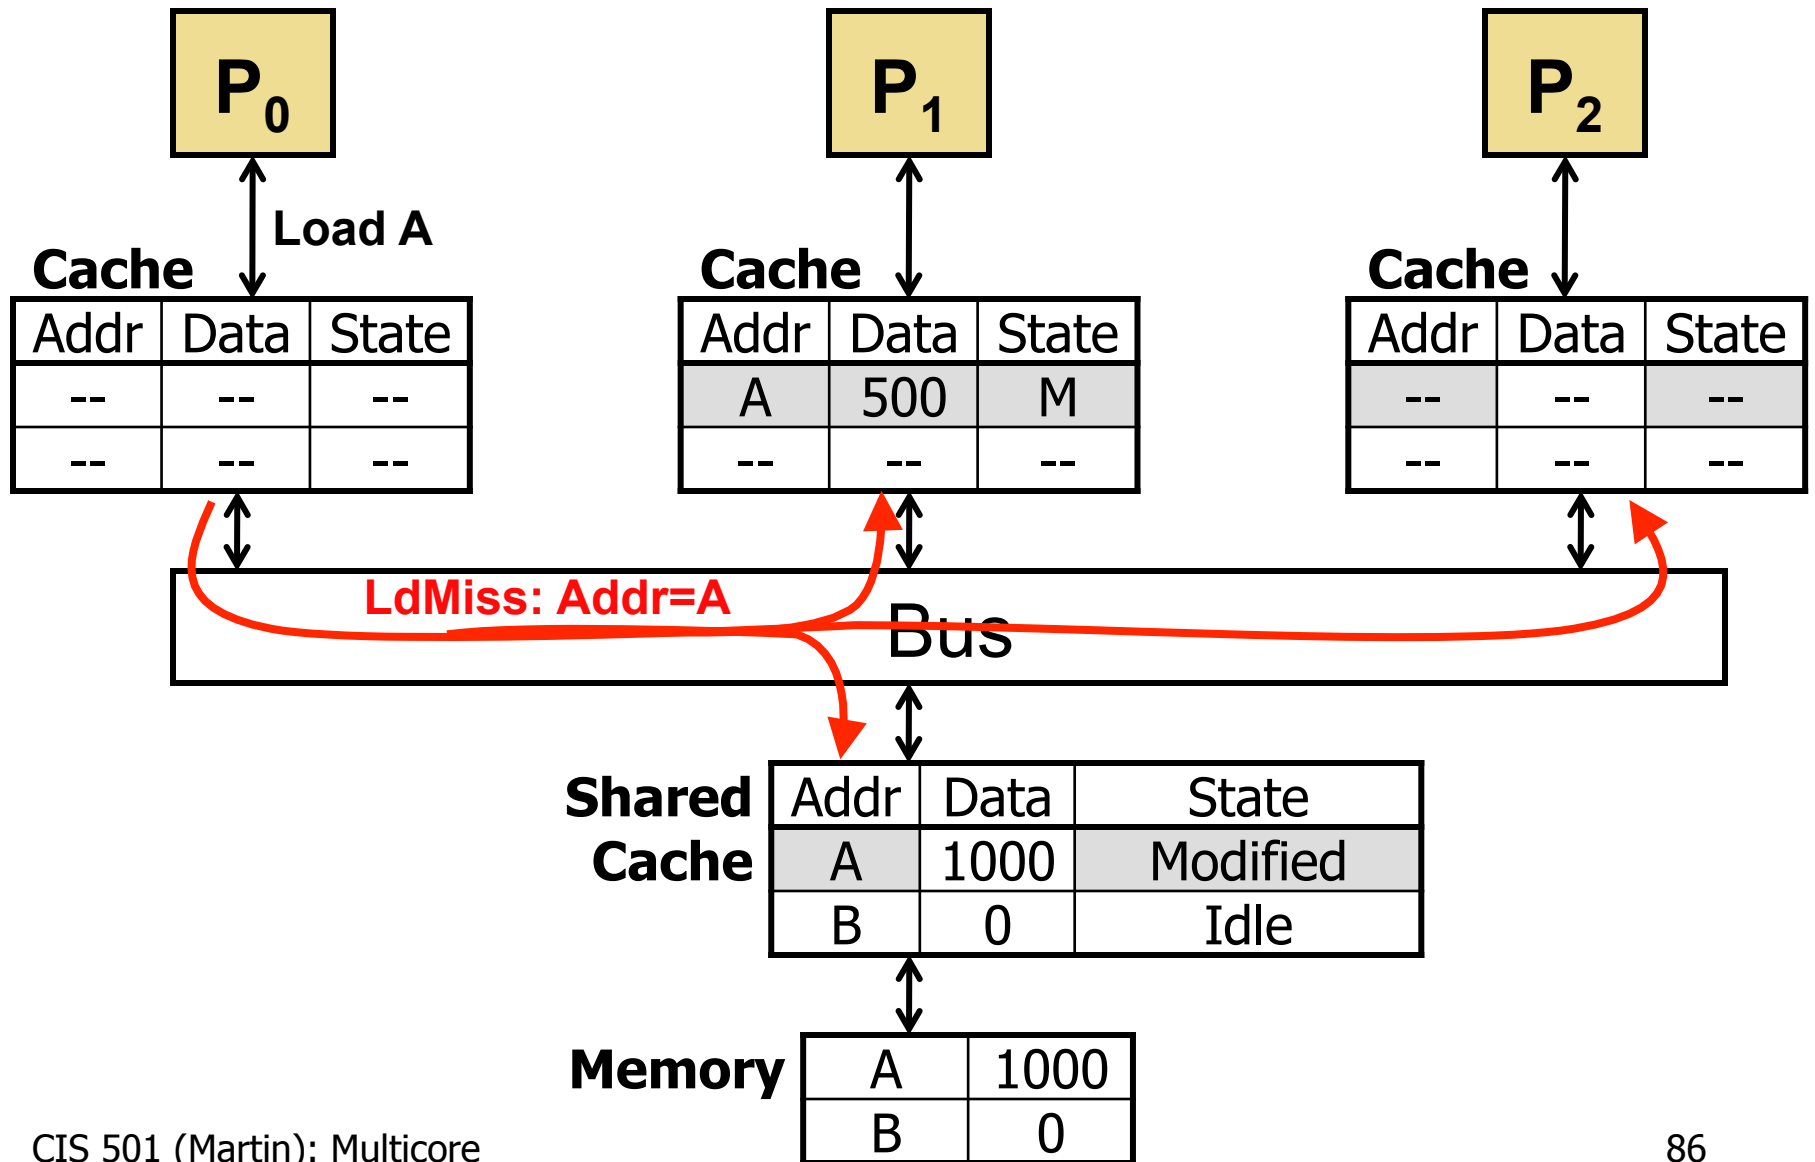 P0 P1 P2
Load A
Cache Cache Cache
Addr Data State Addr Data State Addr Data State
-- -- -- A 500 M -- -- --
-- -- -- -- -- -- -- -- --
LdMiss: Addr=A
Bus
Shared Addr Data State
Cache A 1000 Modified
B 0 Idle
Memory A 1000
B 0
CIS 501 (Martin): Multicore 86